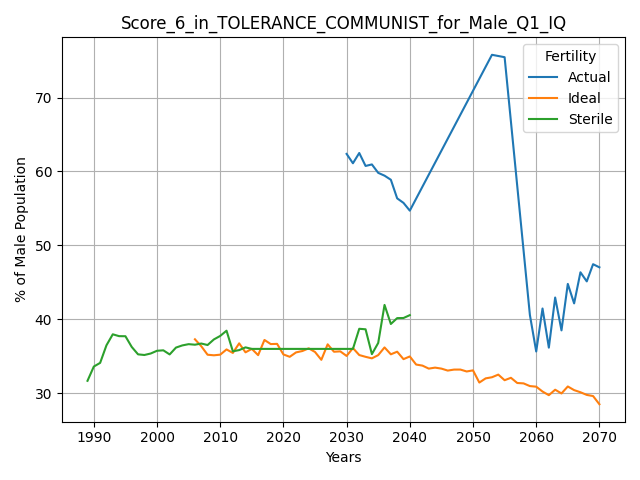 Score_6_in_TOLERANCE_COMMUNIST_for_Male_Q1_IQ
Fertility
Actual
Ideal
Sterile
% of Male Population
70
60
50
40
30
1990 2000 2010 2020 2030 2040 2050 2060 2070
Years